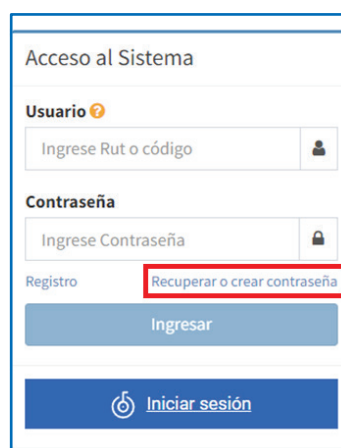 Acceso al Sistema
Usuario
Ingrese Rut o código
Contraseña
Ingrese Contraseña
Registro Recuperar o crear contraseña
Ingresar
Iniciar sesión